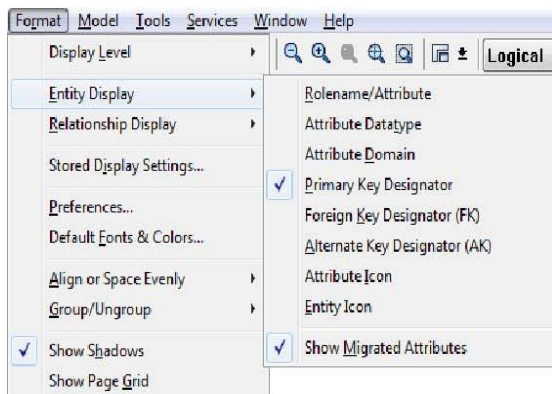 Format Model Tools Services Window Help
Display Level
Logical
Entity Display
Relationship Display
Stored Display Settings...
Preferences...
Default Fonts & Colors...
Align or Space Evenly
Group/Ungroup
Show Shadows
Show Page Grid
Rolename/Attribute
Attribute Datatype
Attribute Domain
Primary Key Designator
Foreign Key Designator (FK)
Alternate Key Designator (AK)
Attribute Icon
Entity Icon
Show Migrated Attributes